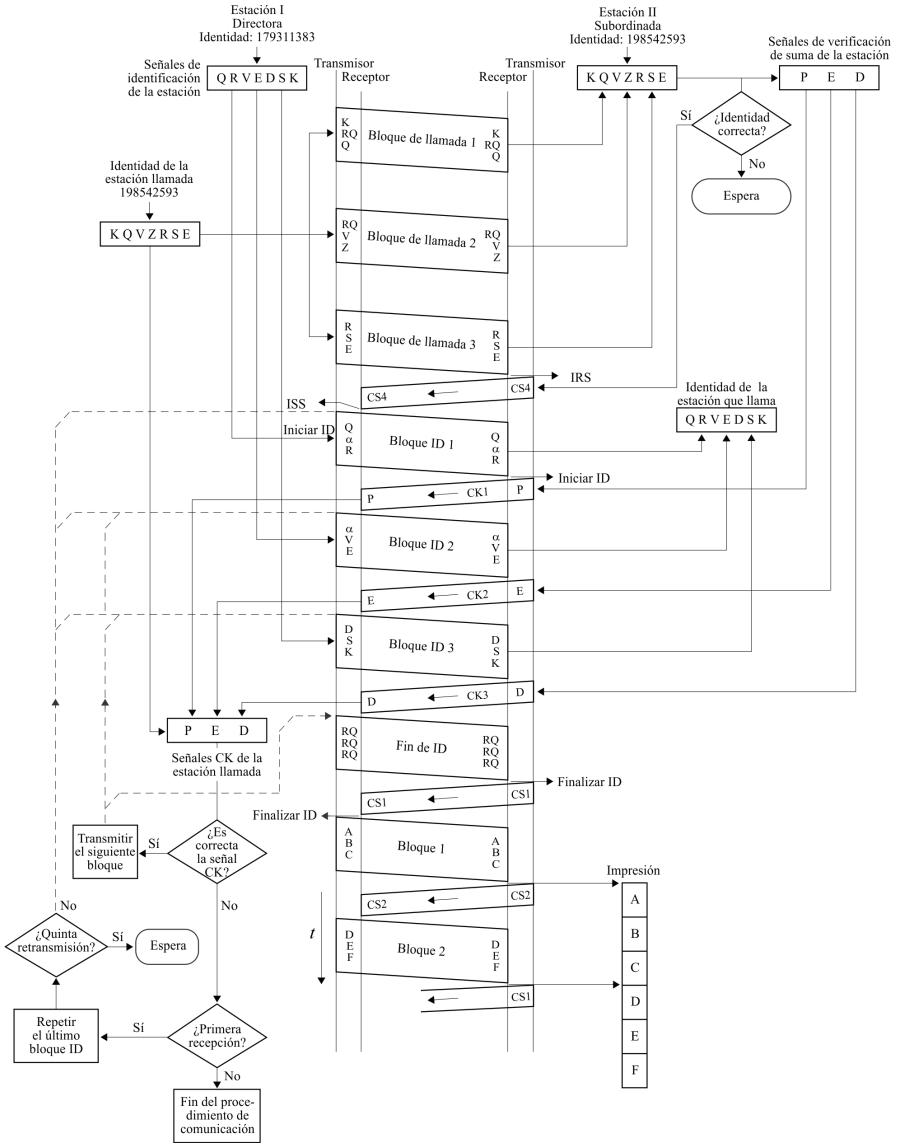 Estación I
Directora
Identidad: 179311383
Estación II
Subordinada
Identidad: 198542593
Señales de verificación
de suma de la estación
Señales de
identificación
de la estación
Q R V E D S K
Transmisor
Receptor
Transmisor
Receptor
K Q V Z R S E
P E D
K
RQ
Q
Bloque de llamada 1
K
RQ
Q
Sí
¿Identidad
correcta?
No
Espera
Identidad de la
estación llamada
198542593
K Q V Z R S E
RQ
V
Z
Bloque de llamada 2
RQ
V
Z
R
S
E
Bloque de llamada 3
R
S
E
IRS
CS4
CS4
ISS
Identidad de la
estación que llama
Q R V E D S K
Iniciar ID
Q
α
R
Bloque ID 1
Q
α
R
Iniciar ID
P
CK1
P
α
V
E
Bloque ID 2
α
V
E
E
CK2
E
D
S
K
Bloque ID 3
D
S
K
D
CK3
D
P E D
Señales CK de la
estación llamada
RQ
RQ
RQ
Fin de ID
RQ
RQ
RQ
Finalizar ID
CS1
CS1
Finalizar ID
Transmitir
el siguiente
bloque
Sí
¿Es
correcta
la señal
CK?
No
A
B
C
Bloque 1
A
B
C
Impresión
A
B
C
D
E
F
CS2
CS2
t
D
E
F
Bloque 2
D
E
F
CS1
No
¿Quinta
retransmisión?
Sí
Espera
Repetir
el último
bloque ID
Sí
¿Primera
recepción?
No
Fin del proce-
dimiento de
comunicación